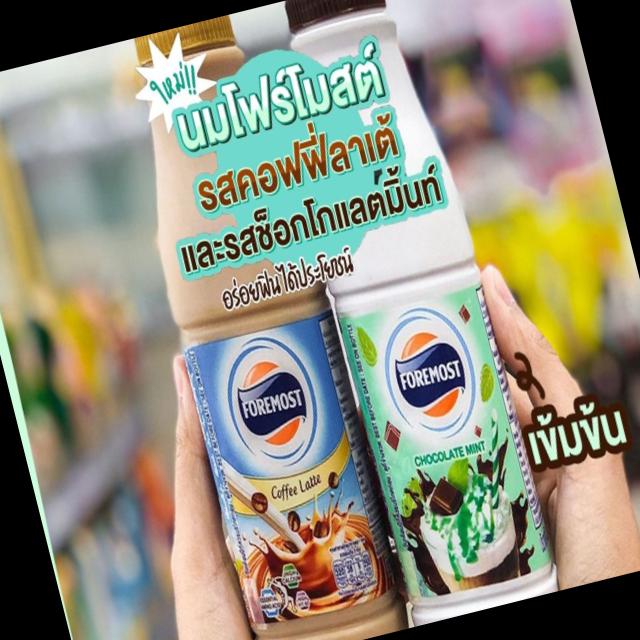 ใหม่!!
นมโฟร์โมสต์
รสคอฟฟี่ลาเต้
และรสช็อกโกแลตมิ้นท์
อร่อยฟินได้ประโยชน์
FOREMOST
Coffee Latte
FOREMOST
CHOCOLATE MINT
เข้มข้น